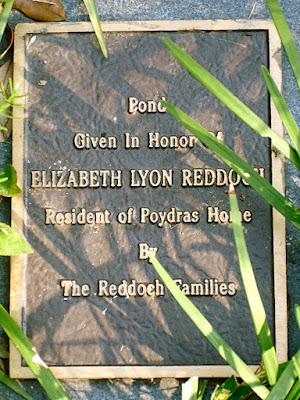 Pond
Given In Honor Of
ELIZABETH LYON REDDOCH
Resident of Poydras Home
By
The Reddoch Families